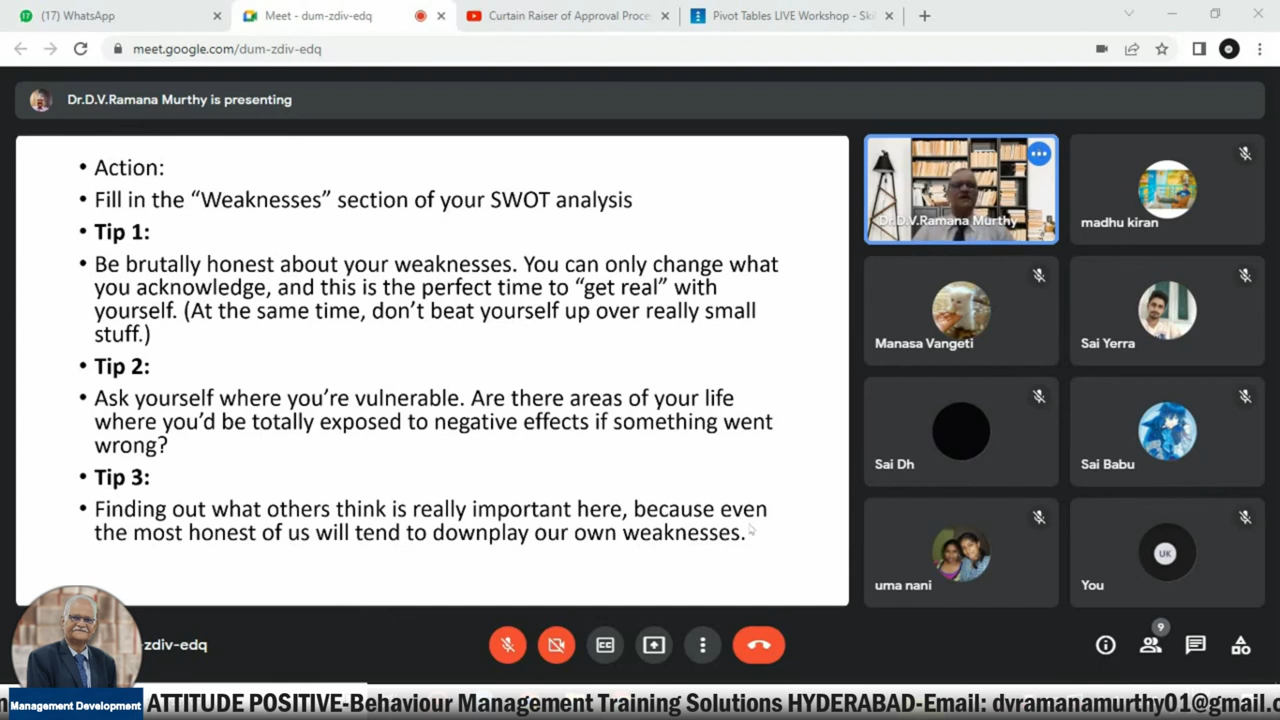 (17) WhatsApp
Meet - dum-zdiv-edq
Curtain Raiser of Approval Proce
Pivot Tables LIVE Workshop - Ski
meet.google.com/dum-zdiv-edq
Dr.D.V.Ramana Murthy is presenting
• Action:
• Fill in the “Weaknesses” section of your SWOT analysis
• Tip 1:
• Be brutally honest about your weaknesses. You can only change what
you acknowledge, and this is the perfect time to “get real” with
yourself. (At the same time, don’t beat yourself up over really small
stuff.)
• Tip 2:
• Ask yourself where you’re vulnerable. Are there areas of your life
where you’d be totally exposed to negative effects if something went
wrong?
• Tip 3:
• Finding out what others think is really important here, because even
the most honest of us will tend to downplay our own weaknesses.
Dr.D.V.Ramana Murthy
madhu kiran
Manasa Vangeti
Sai Yerra
Sai Dh
Sai Babu
uma nani
UK
You
-zdiv-edq
CC
9
Management Development
ATTITUDE POSITIVE-Behaviour Management Training Solutions HYDERABAD-Email: dvramanamurthy01@gmail.c